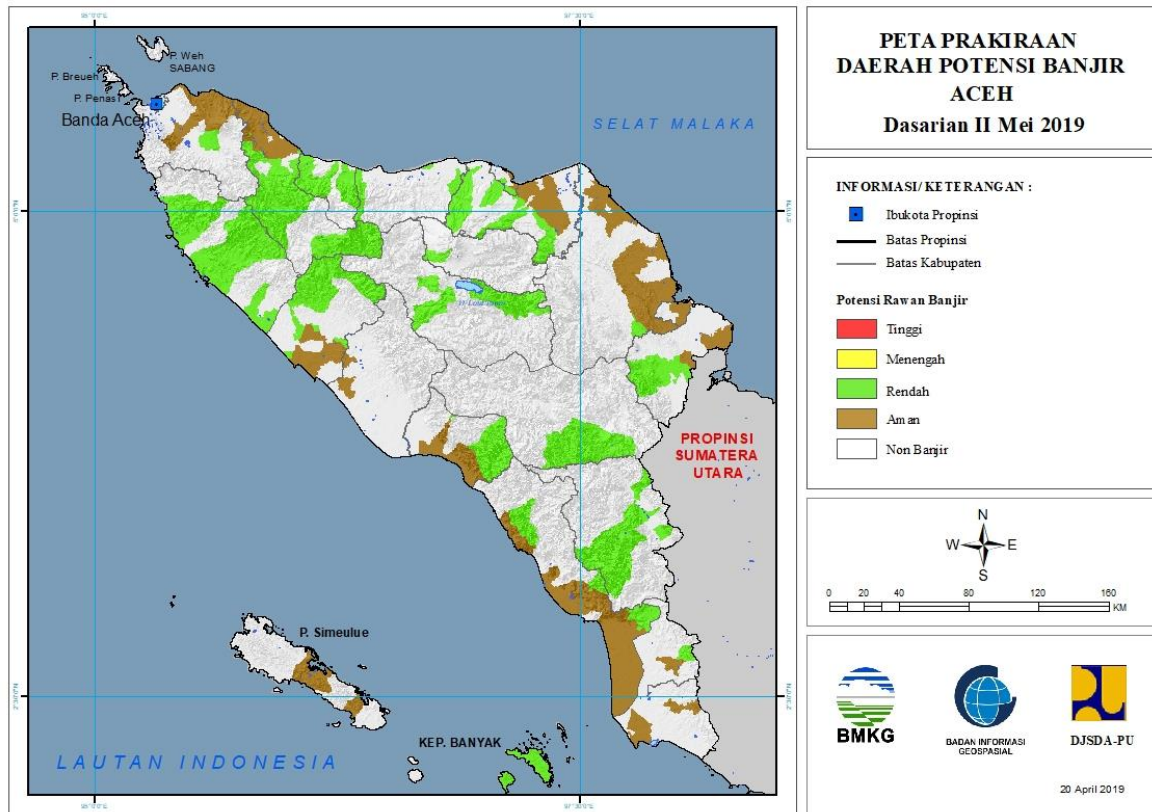 PETA PRAKIRAAN
DAERAH POTENSI BANJIR
ACEH
Dasarian II Mei 2019
INFORMASI/ KETERANGAN :
Ibukota Propinsi
Batas Propinsi
Batas Kabupaten
Potensi Rawan Banjir
Tinggi
Menengah
Rendah
Aman
Non Banjir
N
W E
S
0 20 40 80 120 160
KM
BMKG
BADAN INFORMASI
GEOSPASIAL
DJSDA-PU
20 April 2019
P. Weh
SABANG
P. Breueh
P. Penasi
Banda Aceh
SELAT MALAKA
PROPINSI
SUMATERA
UTARA
P. Simeulue
KEP. BANYAK
LAUTAN INDONESIA